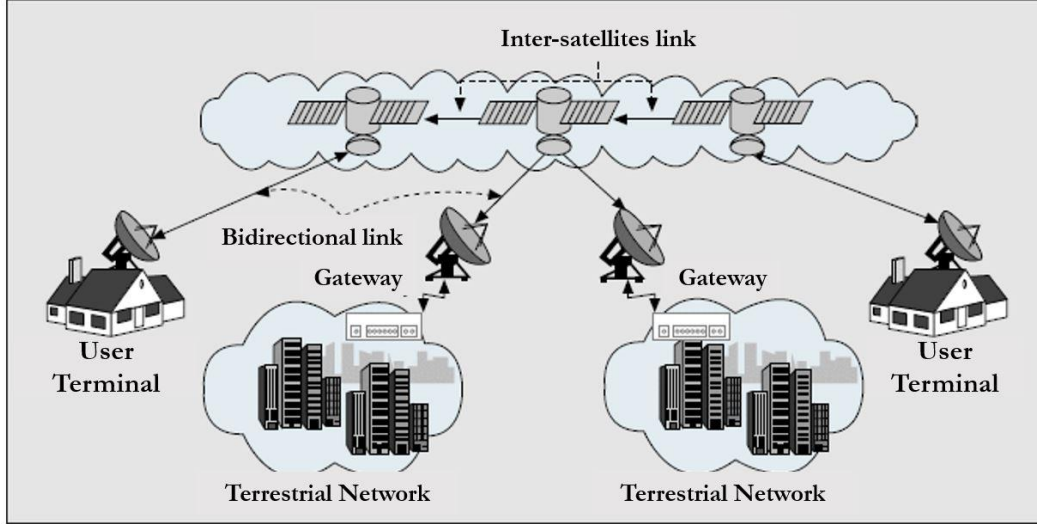 Inter-satellites link
Bidirectional link
Gateway
Gateway
User
Terminal
User
Terminal
Terrestrial Network
Terrestrial Network